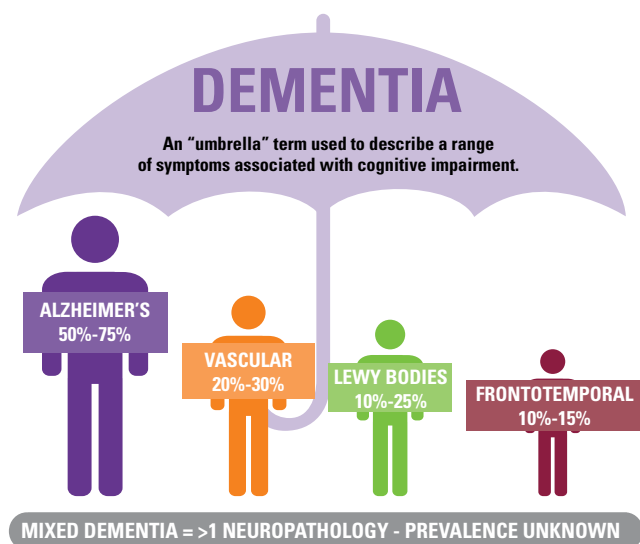 DEMENTIA
An “umbrella” term used to describe a range
of symptoms associated with cognitive impairment.
ALZHEIMER’S
50%-75%
VASCULAR
20%-30%
LEWY BODIES
10%-25%
FRONTOTEMPORAL
10%-15%
MIXED DEMENTIA = >1 NEUROPATHOLOGY - PREVALENCE UNKNOWN